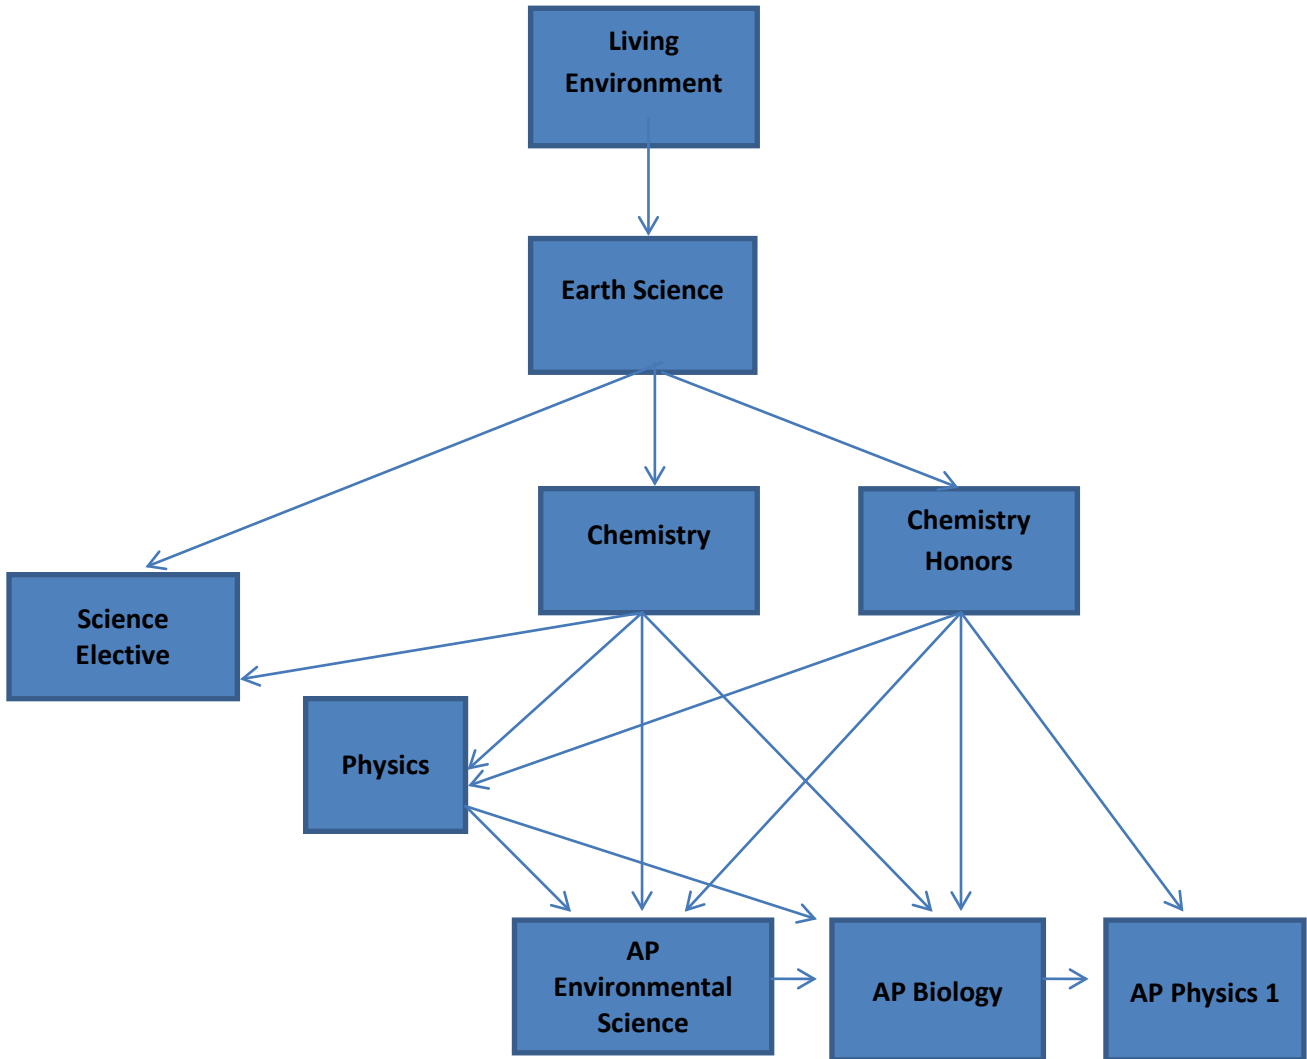 Living
Environment
Earth Science
Chemistry
Chemistry
Honors
Science
Elective
Physics
AP
Environmental
Science
AP Biology
AP Physics 1